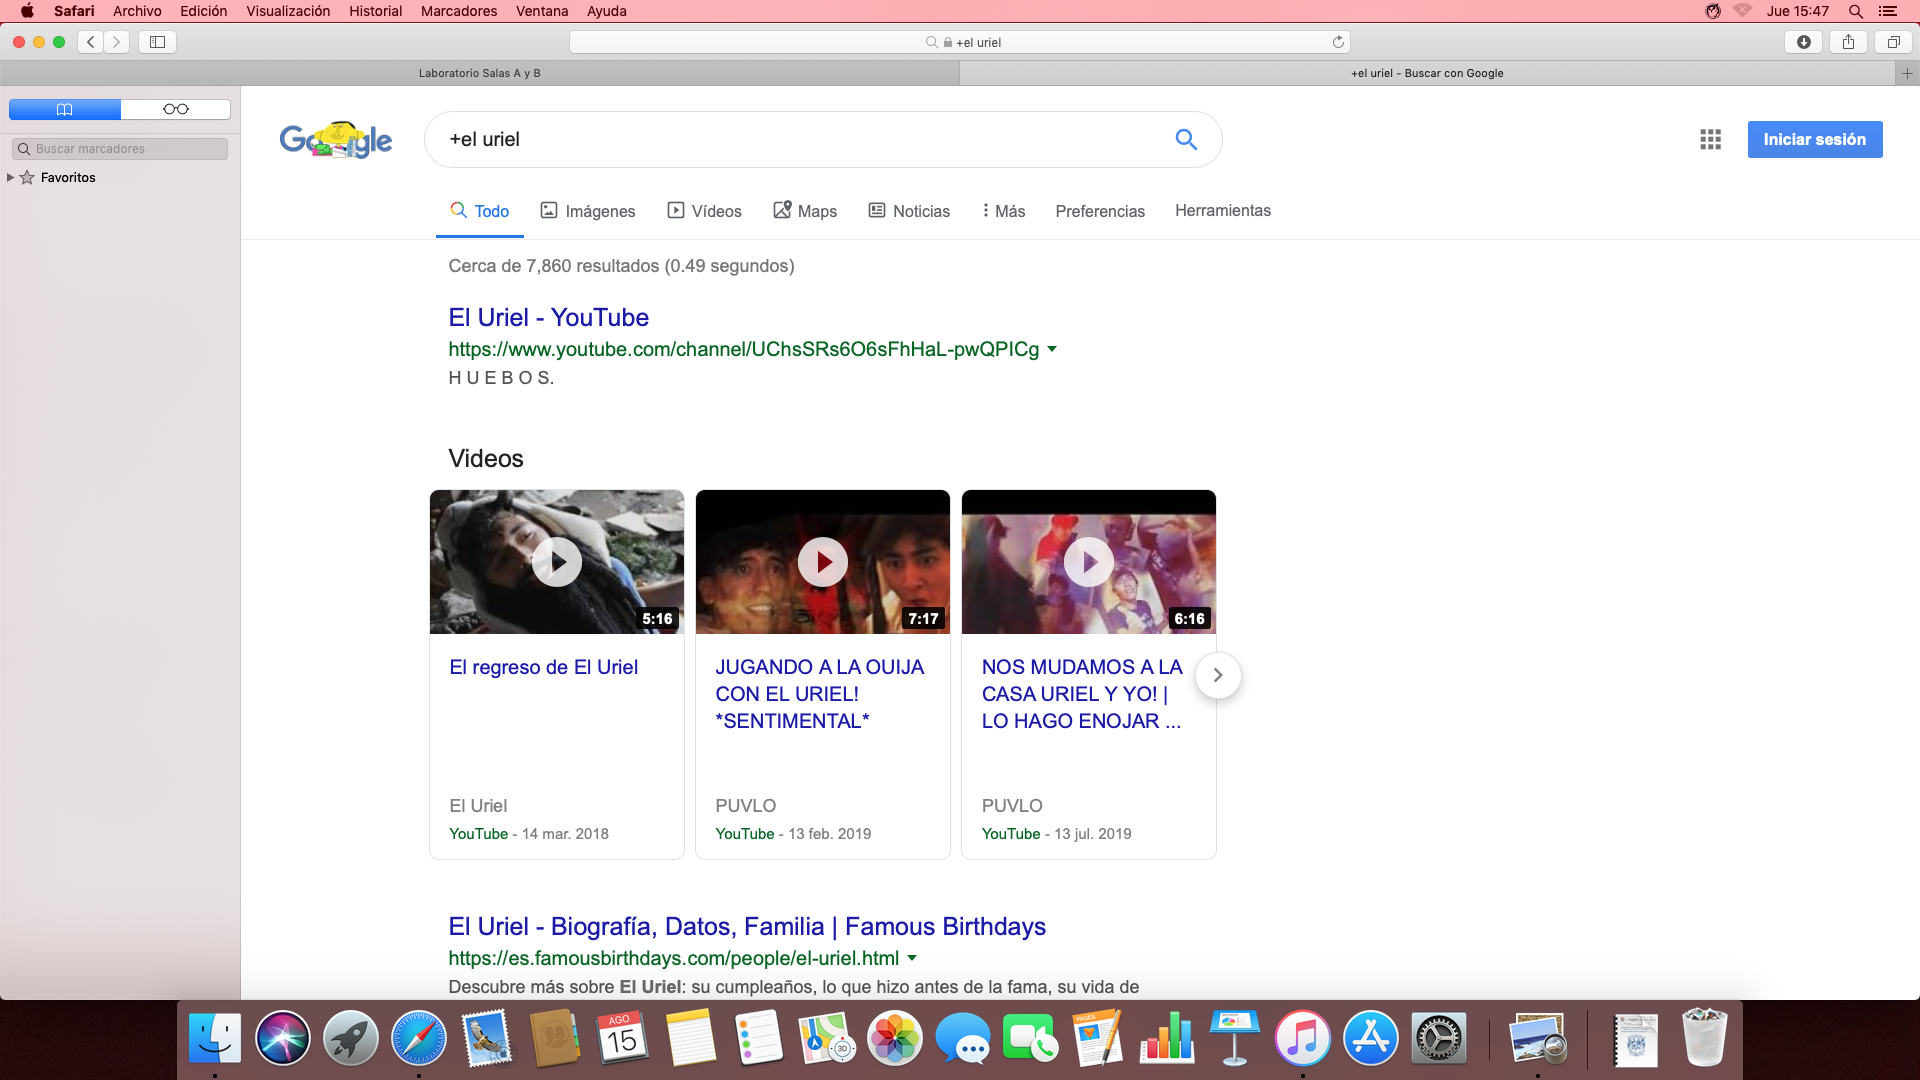 Safari Archivo Edición Visualización Historial Marcadores Ventana Ayuda Jue 15:47
+el uriel
Laboratorio Salas A y B
+el uriel - Buscar con Google
Buscar marcadores
Favoritos
Google
+el uriel
Iniciar sesión
Todo Imágenes Vídeos Maps Noticias Más Preferencias Herramientas
Cerca de 7,860 resultados (0.49 segundos)
El Uriel - YouTube
https://www.youtube.com/channel/UChsSRs6O6sFhHaL-pwQPICg
H U E B O S.
Videos
5:16
El regreso de El Uriel
El Uriel
YouTube - 14 mar. 2018
7:17
JUGANDO A LA OUIJA
CON EL URIEL!
*SENTIMENTAL*
PUVLO
YouTube - 13 feb. 2019
6:16
NOS MUDAMOS A LA
CASA URIEL Y YO! |
LO HAGO ENOJAR ...
PUVLO
YouTube - 13 jul. 2019
El Uriel - Biografía, Datos, Familia | Famous Birthdays
https://es.famousbirthdays.com/people/el-uriel.html
Descubre más sobre El Uriel: su cumpleaños, lo que hizo antes de la fama, su vida de
AGO
15
3D
PAGES